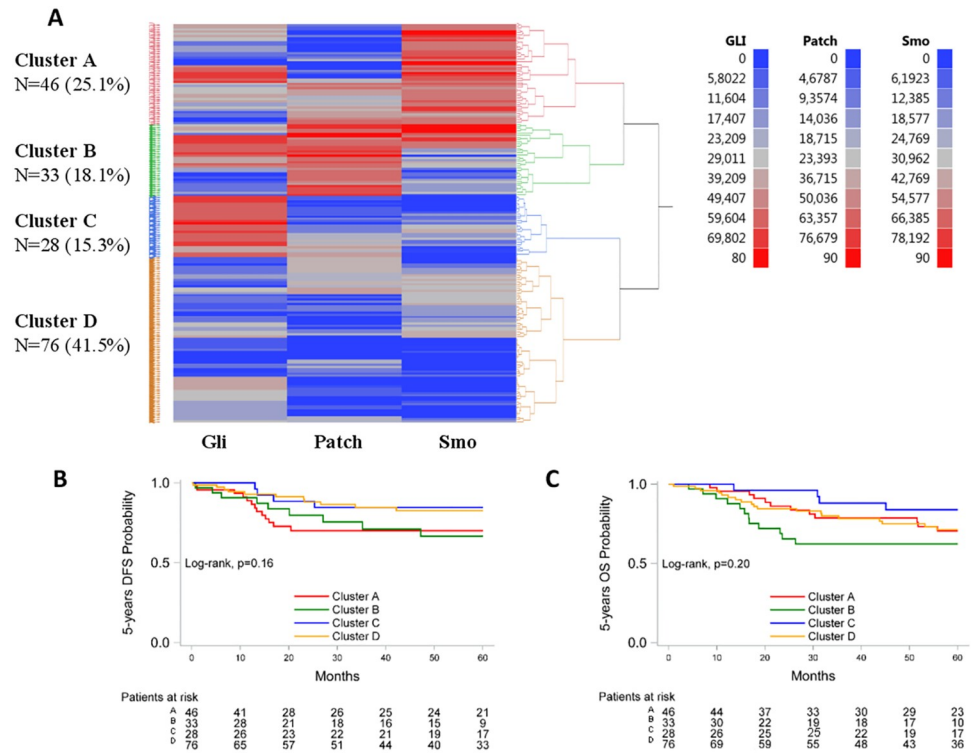 A
Cluster A
N=46 (25.1%)
Cluster B
N=33 (18.1%)
Cluster C
N=28 (15.3%)
Cluster D
N=76 (41.5%)
Gli Patch Smo
GLI Patch Smo
0 0 0
5,8022 4,6787 6,1923
11,604 9,3574 12,385
17,407 14,036 18,577
23,209 18,715 24,769
29,011 23,393 30,962
39,209 36,715 42,769
49,407 50,036 54,577
59,604 63,357 66,385
69,802 76,679 78,192
80 90 90
B
5-years DFS Probability
1.0
0.5
0.0
Log-rank, p=0.16
Cluster A
Cluster B
Cluster C
Cluster D
0 10 20 30 40 50 60
Months
Patients at risk
A 46 41 28 26 25 24 21
B 33 28 21 18 16 15 9
C 28 26 23 22 21 19 17
D 76 65 57 51 44 40 33
C
5-years OS Probability
1.0
0.5
0.0
Log-rank, p=0.20
Cluster A
Cluster B
Cluster C
Cluster D
0 10 20 30 40 50 60
Months
Patients at risk
A 46 44 37 33 30 29 23
B 33 30 22 19 18 17 10
C 28 26 25 25 22 19 17
D 76 69 59 55 48 46 36